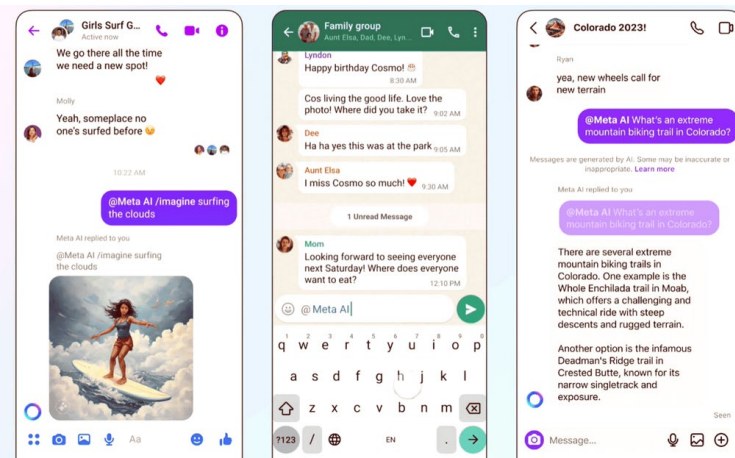 Girls Surf G...
Active now
We go there all the time
we need a new spot!
Molly
Yeah, someplace no
one's surfed before
10:22 AM
@Meta AI /imagine surfing
the clouds
Meta AI replied to you
@Meta AI /imagine surfing
the clouds
Aa
Family group
Aunt Elsa, Dad, Dee, Lyn...
Lyndon
Happy birthday Cosmo!
8:30 AM
Cos living the good life. Love the
photo! Where did you take it? 9:02 AM
Dee
Ha ha yes this was at the park 9:05 AM
Aunt Elsa
I miss Cosmo so much! 9:30 AM
1 Unread Message
Mom
Looking forward to seeing everyone
next Saturday! Where does everyone
want to eat?
12:10 PM
@ Meta AI
1 2 3 4 5 6 7 8 9 0
q w e r t y u i o p
a s d f g h j k l
z x c v b n m
?123 / EN .
Colorado 2023!
Ryan
yea, new wheels call for
new terrain
@Meta AI What's an extreme
mountain biking trail in Colorado?
Messages are generated by AI. Some may be inaccurate or
inappropriate. Learn more
Meta AI replied to you
@Meta AI What's an extreme
mountain biking trail in Colorado?
There are several extreme
mountain biking trails in
Colorado. One example is the
Whole Enchilada trail in Moab,
which offers a challenging and
technical ride with steep
descents and rugged terrain.
Another option is the infamous
Deadman's Ridge trail in
Crested Butte, known for its
narrow singletrack and
exposure.
Seen
Message...